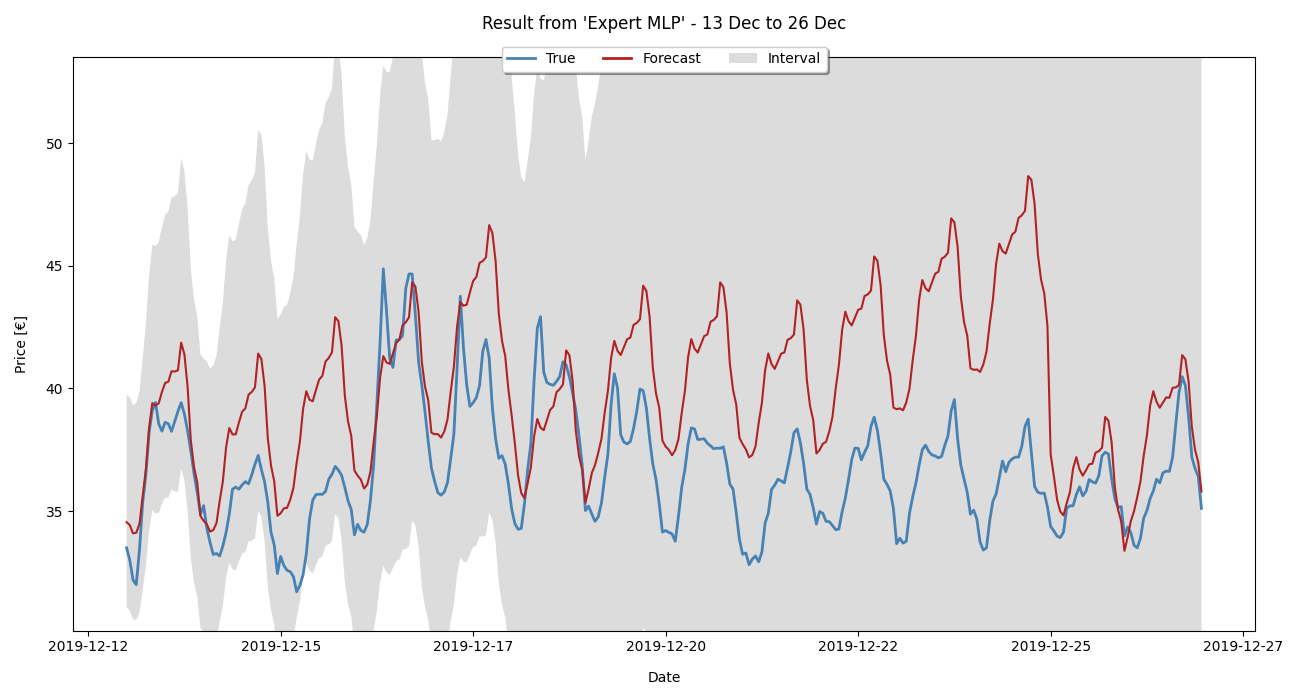 Result from 'Expert MLP' - 13 Dec to 26 Dec
True Forecast Interval
50
45
40
35
Price [€]
2019-12-12 2019-12-15 2019-12-17 2019-12-20 2019-12-22 2019-12-25 2019-12-27
Date